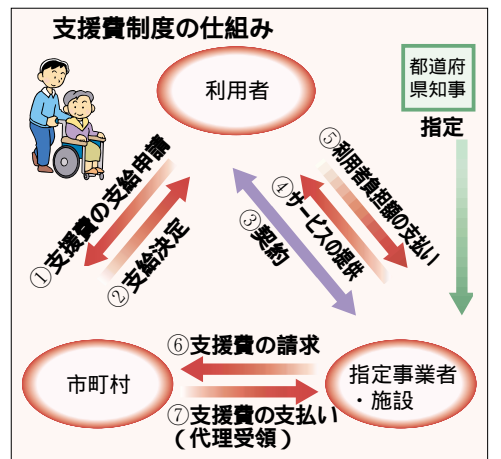 支援費制度の仕組み
利用者
都道府
県知事
指定
①支援費の支給申請
②支給決定
③契約
④サービスの提供
⑤利用者負担額の支払い
⑥支援費の請求
市町村
指定事業者
・施設
⑦支援費の支払い
（代理受領）